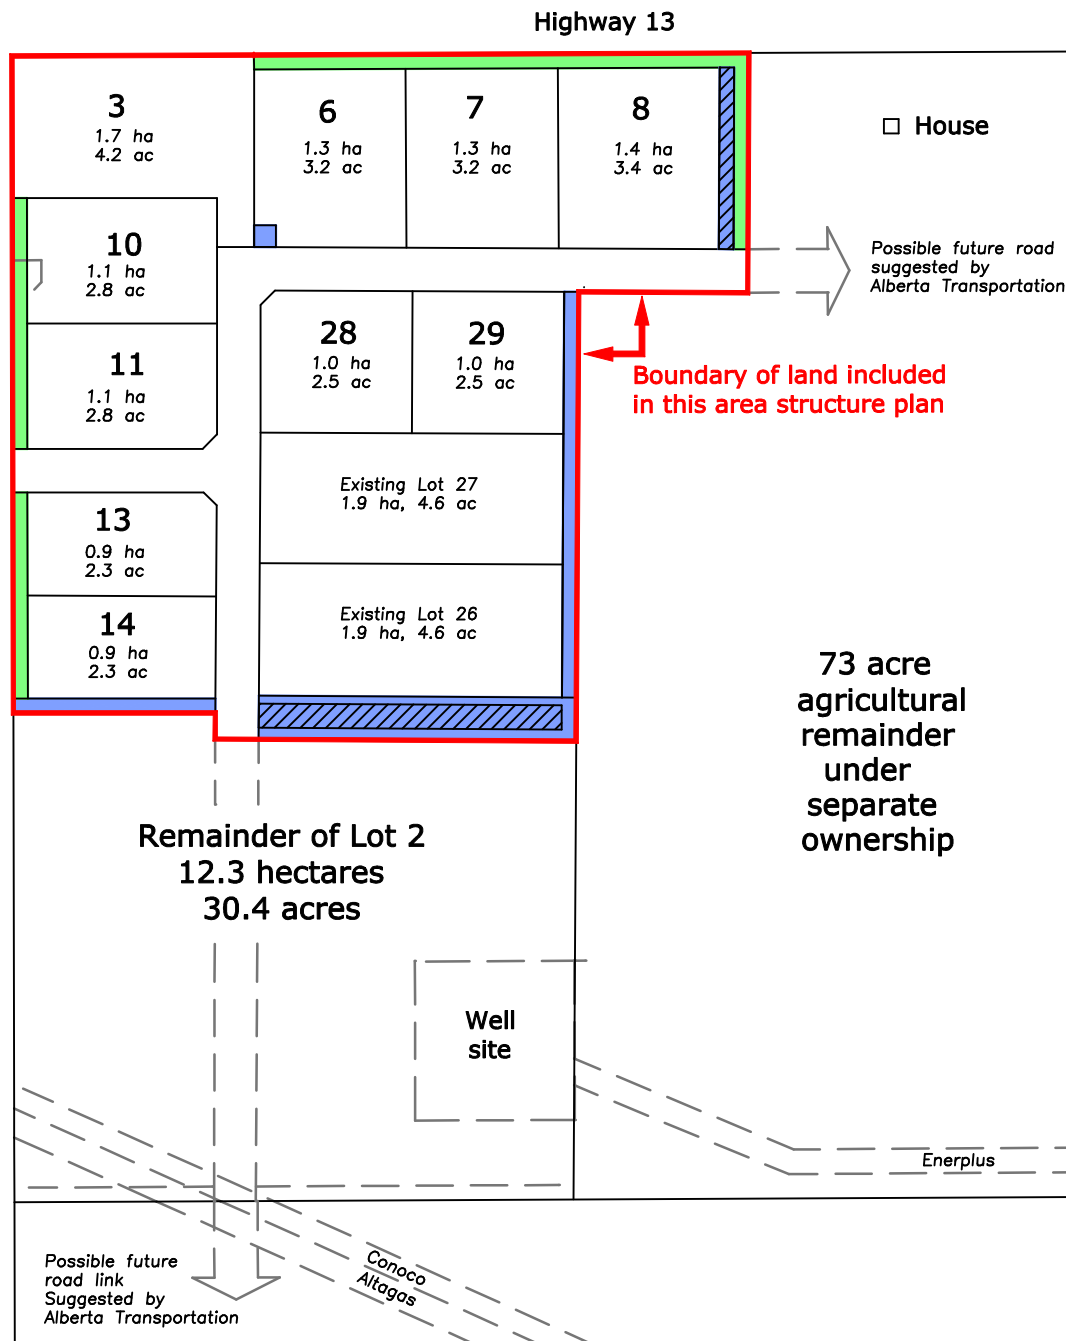 Highway 13
3
1.7 ha
4.2 ac
6
1.3 ha
3.2 ac
7
1.3 ha
3.2 ac
8
1.4 ha
3.4 ac
House
10
1.1 ha
2.8 ac
Possible future road
suggested by
Alberta Transportation
11
1.1 ha
2.8 ac
28
1.0 ha
2.5 ac
29
1.0 ha
2.5 ac
Boundary of land included
in this area structure plan
Existing Lot 27
1.9 ha, 4.6 ac
13
0.9 ha
2.3 ac
14
0.9 ha
2.3 ac
Existing Lot 26
1.9 ha, 4.6 ac
73 acre
agricultural
remainder
under
separate
ownership
Remainder of Lot 2
12.3 hectares
30.4 acres
Well
site
Enerplus
Conoco
Altagas
Possible future
road link
Suggested by
Alberta Transportation